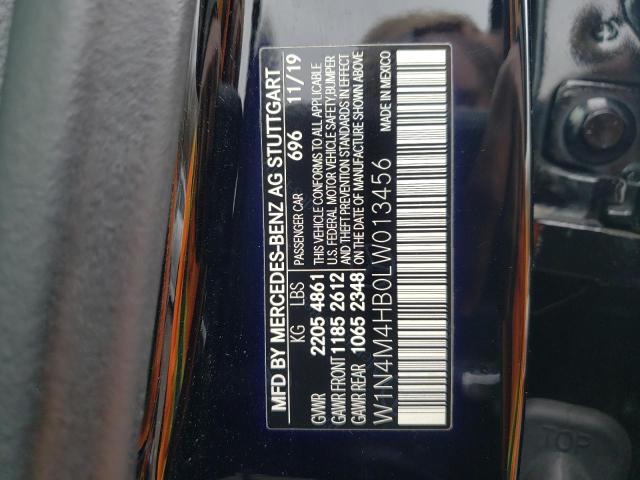 MFD BY MERCEDES-BENZ AG STUTTGART
KG LBS PASSENGER CAR 696 11/19
GVWR 2205 4861 THIS VEHICLE CONFORMS TO ALL APPLICABLE
GAWR FRONT 1185 2612 U.S. FEDERAL MOTOR VEHICLE SAFETY, BUMPER
GAWR REAR 1065 2348 AND THEFT PREVENTION STANDARDS IN EFFECT
ON THE DATE OF MANUFACTURE SHOWN ABOVE
MADE IN MEXICO
W1N4M4HB0LW013456
TOP